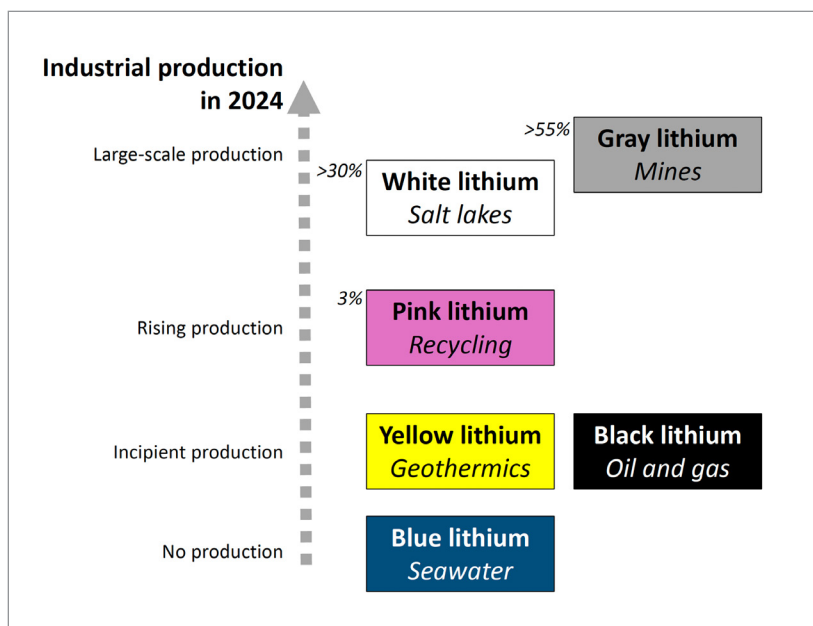 Industrial production
in 2024
>55%
Gray lithium
Mines
Large-scale production
>30%
White lithium
Salt lakes
3%
Pink lithium
Recycling
Rising production
Yellow lithium
Geothermics
Black lithium
Oil and gas
Incipient production
Blue lithium
Seawater
No production